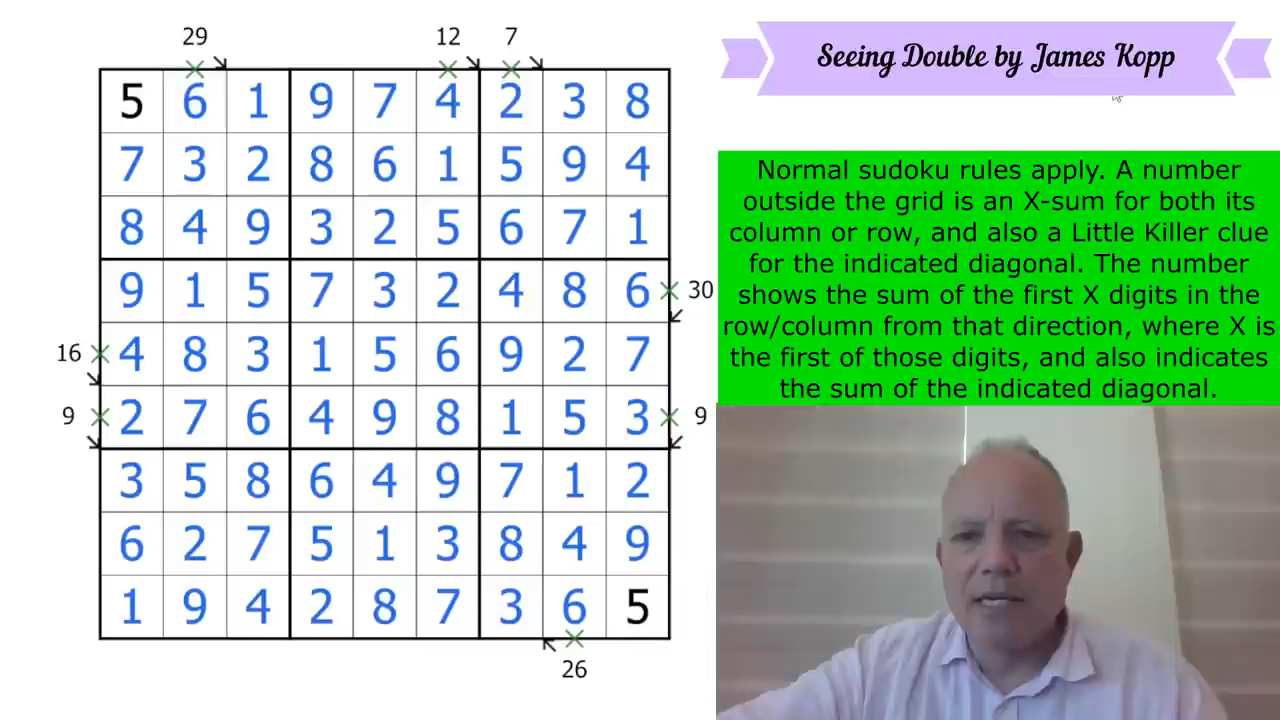 29 12 7
Seeing Double by James Kopp
5 6 1 9 7 4 2 3 8
7 3 2 8 6 1 5 9 4
8 4 9 3 2 5 6 7 1
9 1 5 7 3 2 4 8 6 30
16 4 8 3 1 5 6 9 2 7
9 2 7 6 4 9 8 1 5 3 9
3 5 8 6 4 9 7 1 2
6 2 7 5 1 3 8 4 9
1 9 4 2 8 7 3 6 5
26
Normal sudoku rules apply. A number
outside the grid is an X-sum for both its
column or row, and also a Little Killer clue
for the indicated diagonal. The number
shows the sum of the first X digits in the
row/column from that direction, where X is
the first of those digits, and also indicates
the sum of the indicated diagonal.